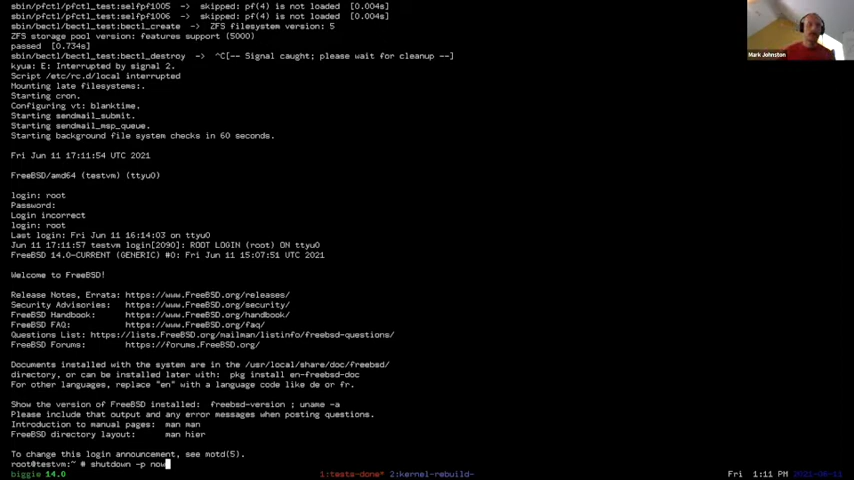 sbin/pfctl/pfctl_test:selfpf1005  ->  skipped: pf(4) is not loaded  [0.004s]
sbin/pfctl/pfctl_test:selfpf1006  ->  skipped: pf(4) is not loaded  [0.004s]
sbin/bectl/bectl_test:bectl_create  ->  ZFS filesystem version: 5
ZFS storage pool version: features support (5000)
passed  [0.734s]
sbin/bectl/bectl_test:bectl_destroy  ->  ^C[-- Signal caught; please wait for cleanup --]
kyua: E: Interrupted by signal 2.
Script /etc/rc.d/local interrupted
Mounting late filesystems:.
Starting cron.
Configuring vt: blanktime.
Starting sendmail_submit.
Starting sendmail_msp_queue.
Starting background file system checks in 60 seconds.
Fri Jun 11 17:11:54 UTC 2021
FreeBSD/amd64 (testvm) (ttyu0)
login: root
Password:
Login incorrect
login: root
Last login: Fri Jun 11 16:14:03 on ttyu0
Jun 11 17:11:57 testvm login[2090]: ROOT LOGIN (root) ON ttyu0
FreeBSD 14.0-CURRENT (GENERIC) #0: Fri Jun 11 15:07:51 UTC 2021
Welcome to FreeBSD!
Release Notes, Errata: https://www.FreeBSD.org/releases/
Security Advisories:   https://www.FreeBSD.org/security/
FreeBSD Handbook:      https://www.FreeBSD.org/handbook/
FreeBSD FAQ:           https://www.FreeBSD.org/faq/
Questions List: https://lists.FreeBSD.org/mailman/listinfo/freebsd-questions/
FreeBSD Forums:        https://forums.FreeBSD.org/
Documents installed with the system are in the /usr/local/share/doc/freebsd/
directory, or can be installed later with:  pkg install en-freebsd-doc
For other languages, replace "en" with a language code like de or fr.
Show the version of FreeBSD installed:  freebsd-version ; uname -a
Please include that output and any error messages when posting questions.
Introduction to manual pages:  man man
FreeBSD directory layout:      man hier
To change this login announcement, see motd(5).
root@testvm:~ # shutdown -p now
biggie 14.0 1:tests-done* 2:kernel-rebuild- Fri 1:11 PM 2021-06-11
Mark Johnston